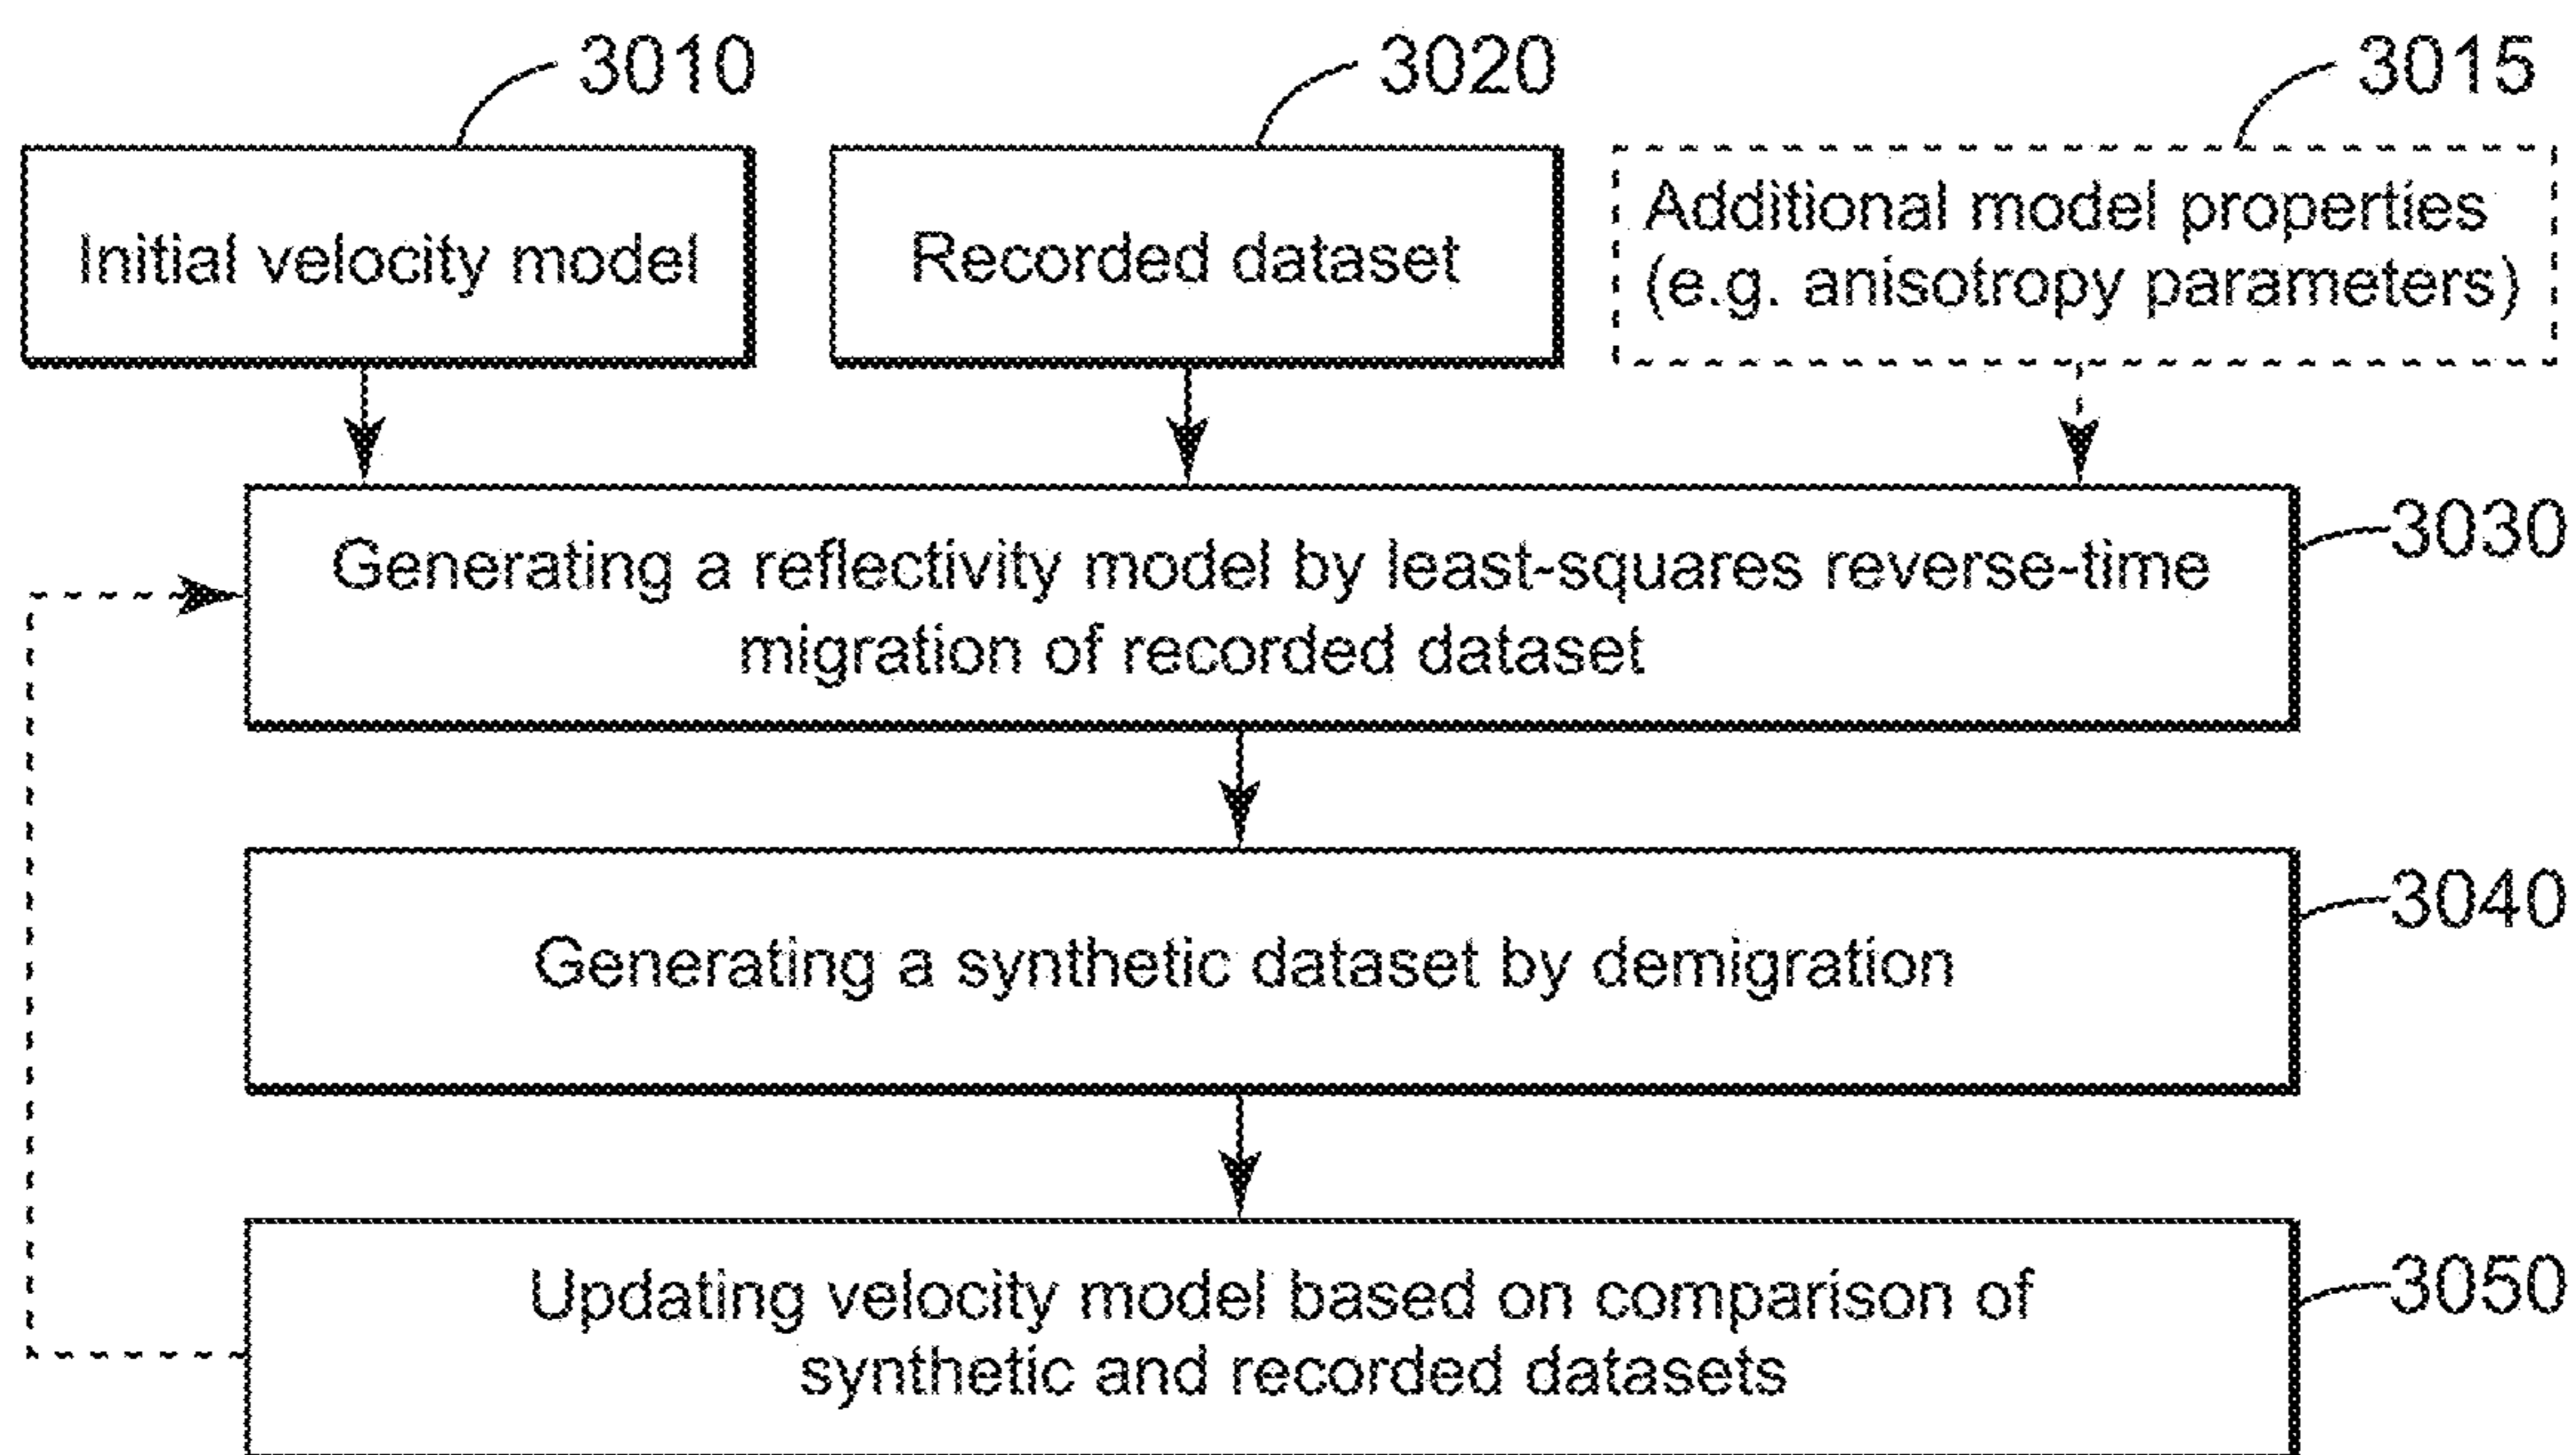 3010
3020
3015
Initial velocity model
Recorded dataset
Additional model properties
(e.g. anisotropy parameters)
Generating a reflectivity model by least-squares reverse-time
migration of recorded dataset
3030
Generating a synthetic dataset by demigration
3040
Updating velocity model based on comparison of
synthetic and recorded datasets
3050